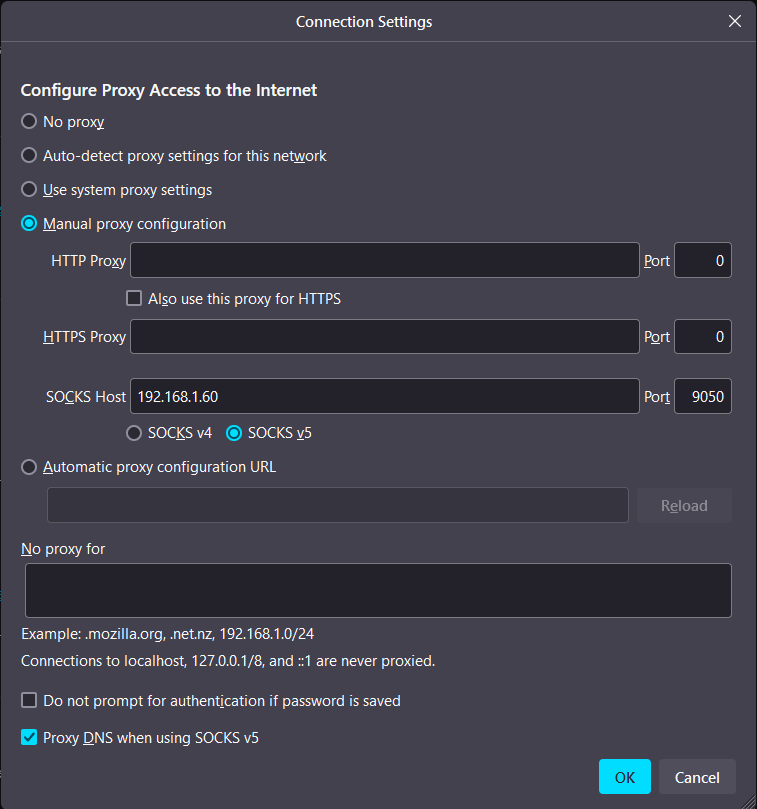 Connection Settings
Configure Proxy Access to the Internet
No proxy
Auto-detect proxy settings for this network
Use system proxy settings
Manual proxy configuration
HTTP Proxy Port 0
Also use this proxy for HTTPS
HTTPS Proxy Port 0
SOCKS Host 192.168.1.60 Port 9050
SOCKS v4 SOCKS v5
Automatic proxy configuration URL
Reload
No proxy for
Example: .mozilla.org, .net.nz, 192.168.1.0/24
Connections to localhost, 127.0.0.1/8, and ::1 are never proxied.
Do not prompt for authentication if password is saved
Proxy DNS when using SOCKS v5
OK Cancel